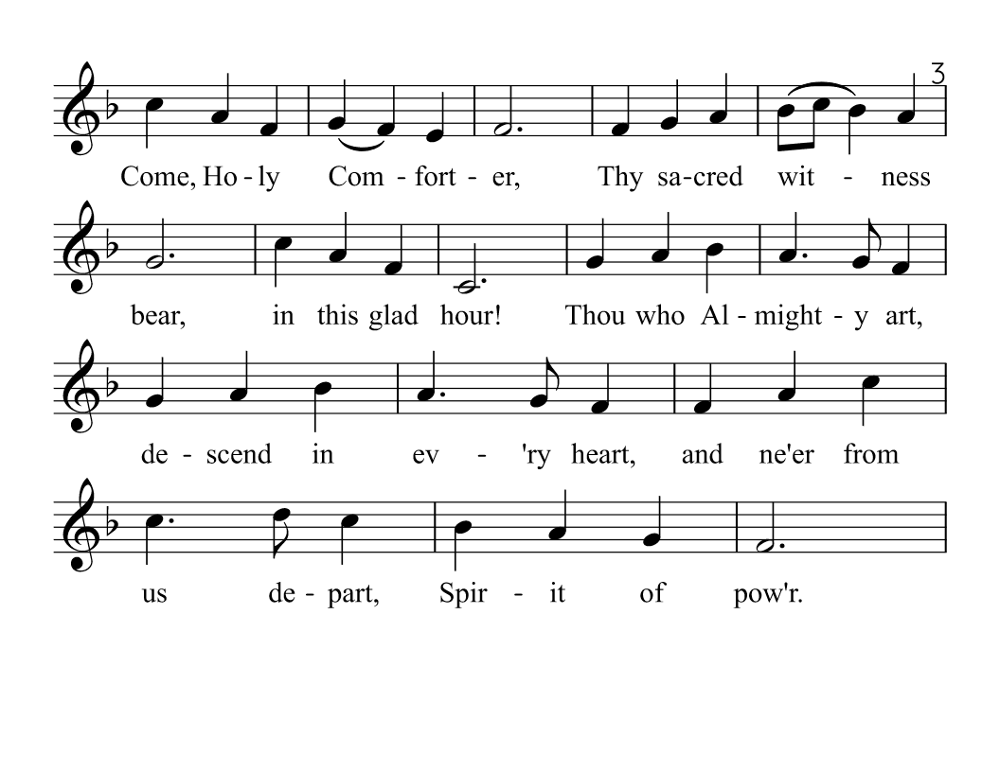 3
Come, Ho - ly Com - fort - er, Thy sa - cred wit - ness
bear, in this glad hour! Thou who Al - might - y art,
de - scend in ev - 'ry heart, and ne'er from
us de - part, Spir - it of pow'r.